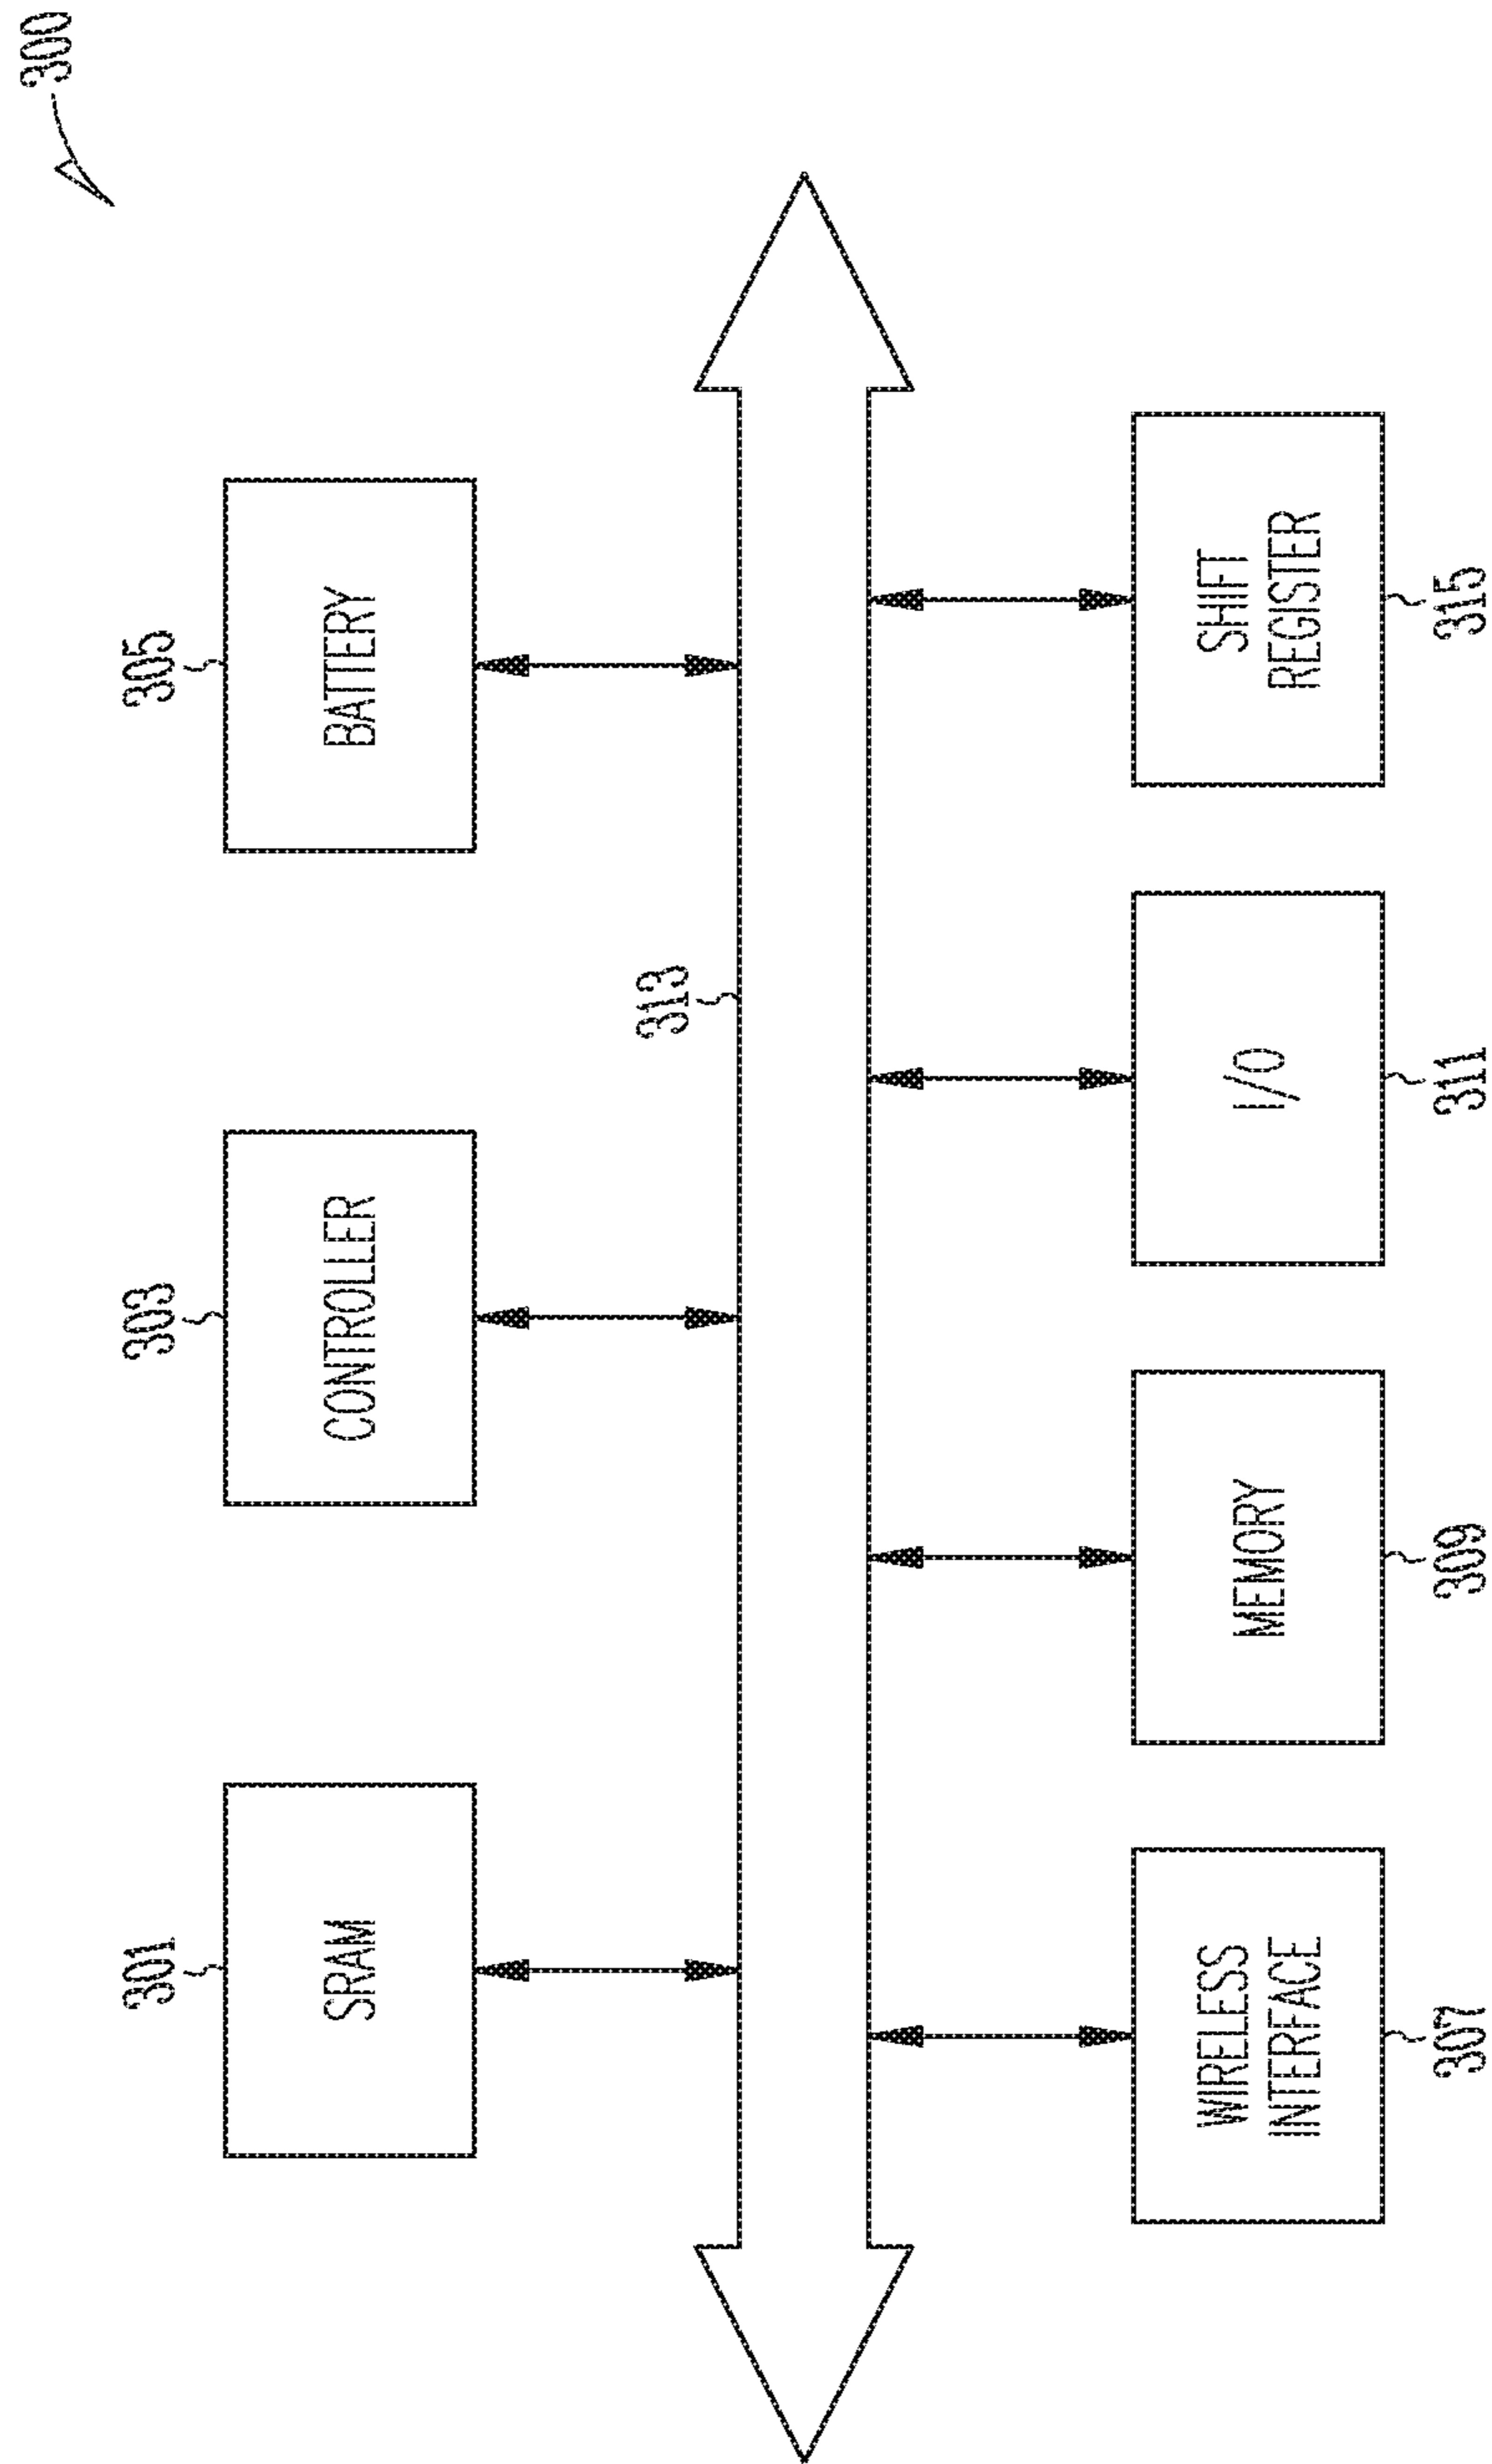 300
301
303
305
SRAM
CONTROLLER
BATTERY
313
WIRELESS
INTERFACE
MEMORY
I/O
SHIFT
REGISTER
307
309
311
315